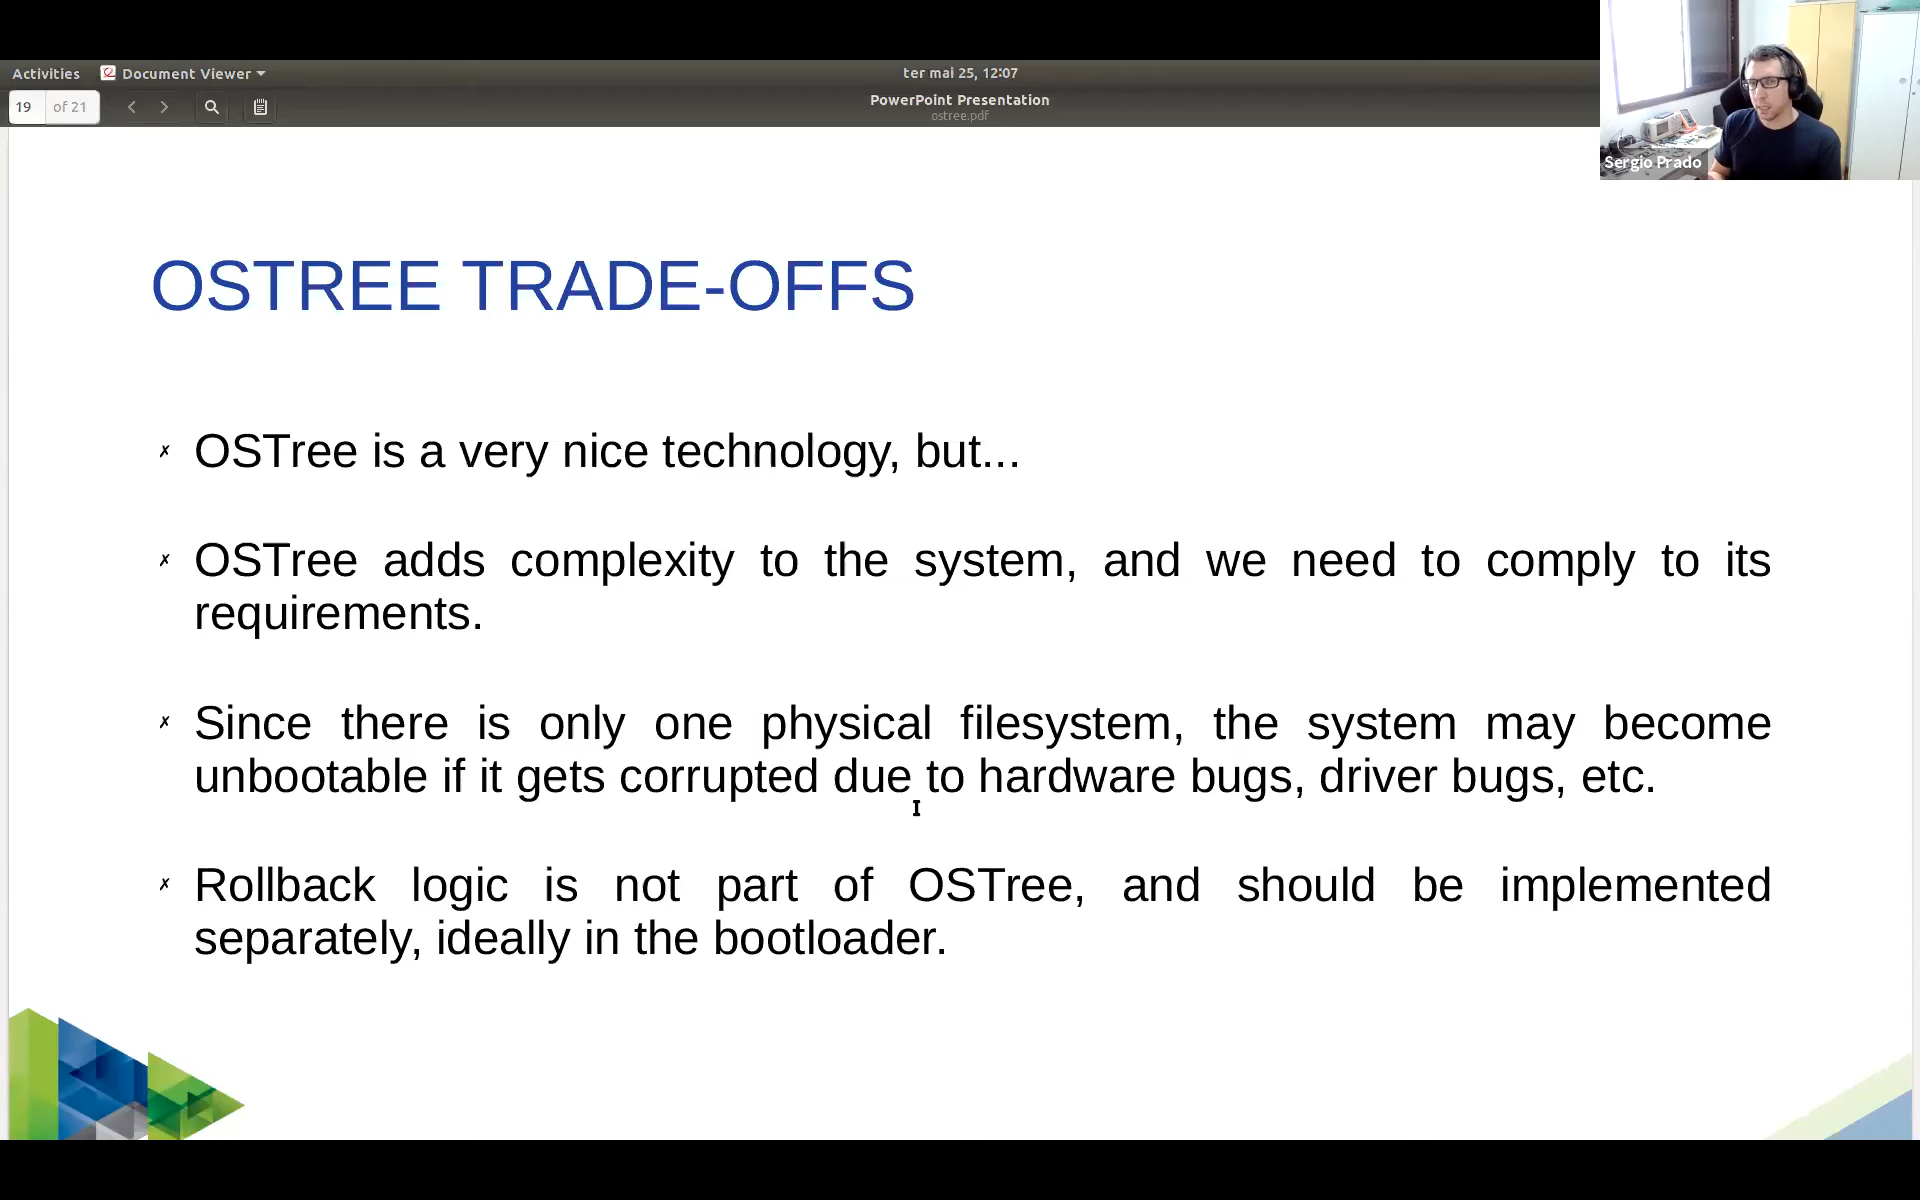 Activities
Document Viewer
ter mai 25, 12:07
19 of 21
PowerPoint Presentation
ostree.pdf
Sergio Prado
OSTREE TRADE-OFFS
✗ OSTree is a very nice technology, but...
✗ OSTree adds complexity to the system, and we need to comply to its
requirements.
✗ Since there is only one physical filesystem, the system may become
unbootable if it gets corrupted due to hardware bugs, driver bugs, etc.
✗ Rollback logic is not part of OSTree, and should be implemented
separately, ideally in the bootloader.